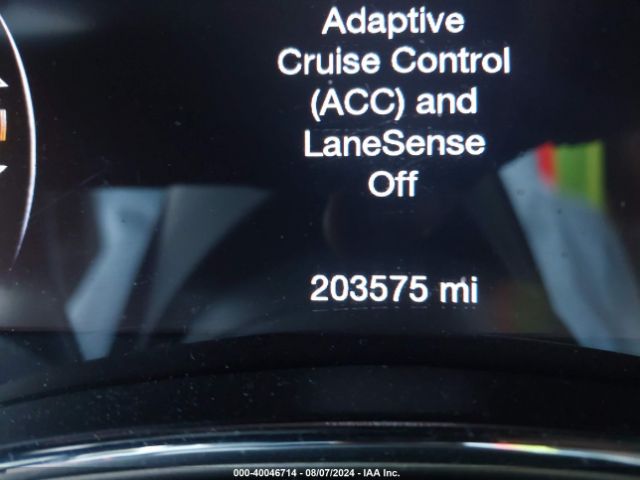 Adaptive
Cruise Control
(ACC) and
LaneSense
Off
203575 mi
000-40046714 - 08/07/2024 - IAA Inc.